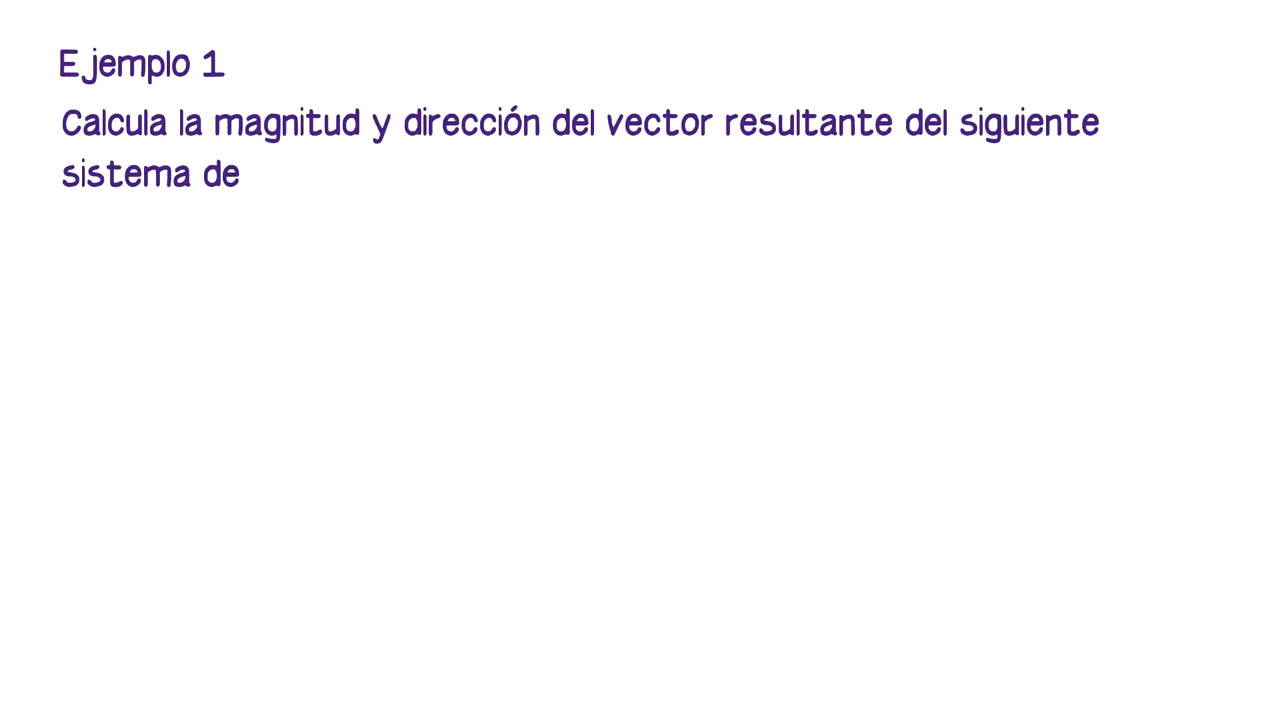 Ejemplo 1
Calcula la magnitud y dirección del vector resultante del siguiente
sistema de